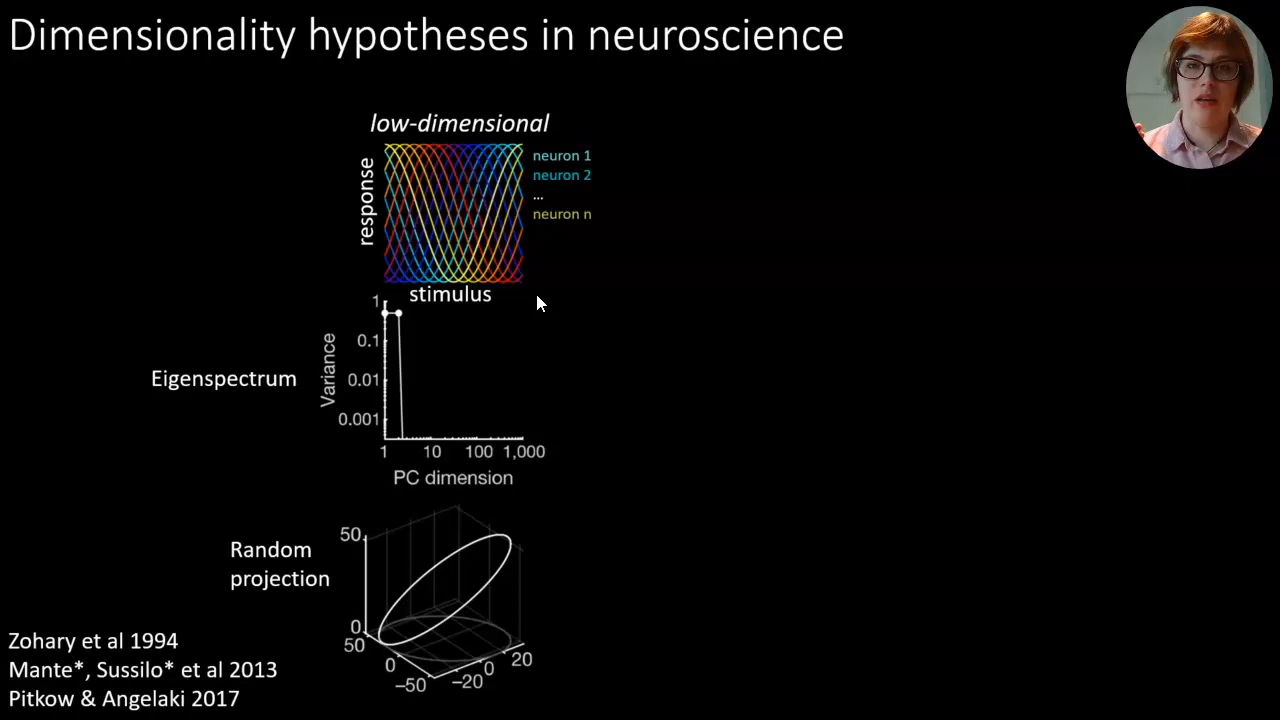 Dimensionality hypotheses in neuroscience
low-dimensional
response
neuron 1
neuron 2
...
neuron n
stimulus
Eigenspectrum
Variance
1
0.1
0.01
0.001
1 10 100 1,000
PC dimension
Random
projection
50
0
50
0
−50
−20
0
20
Zohary et al 1994
Mante*, Sussilo* et al 2013
Pitkow & Angelaki 2017